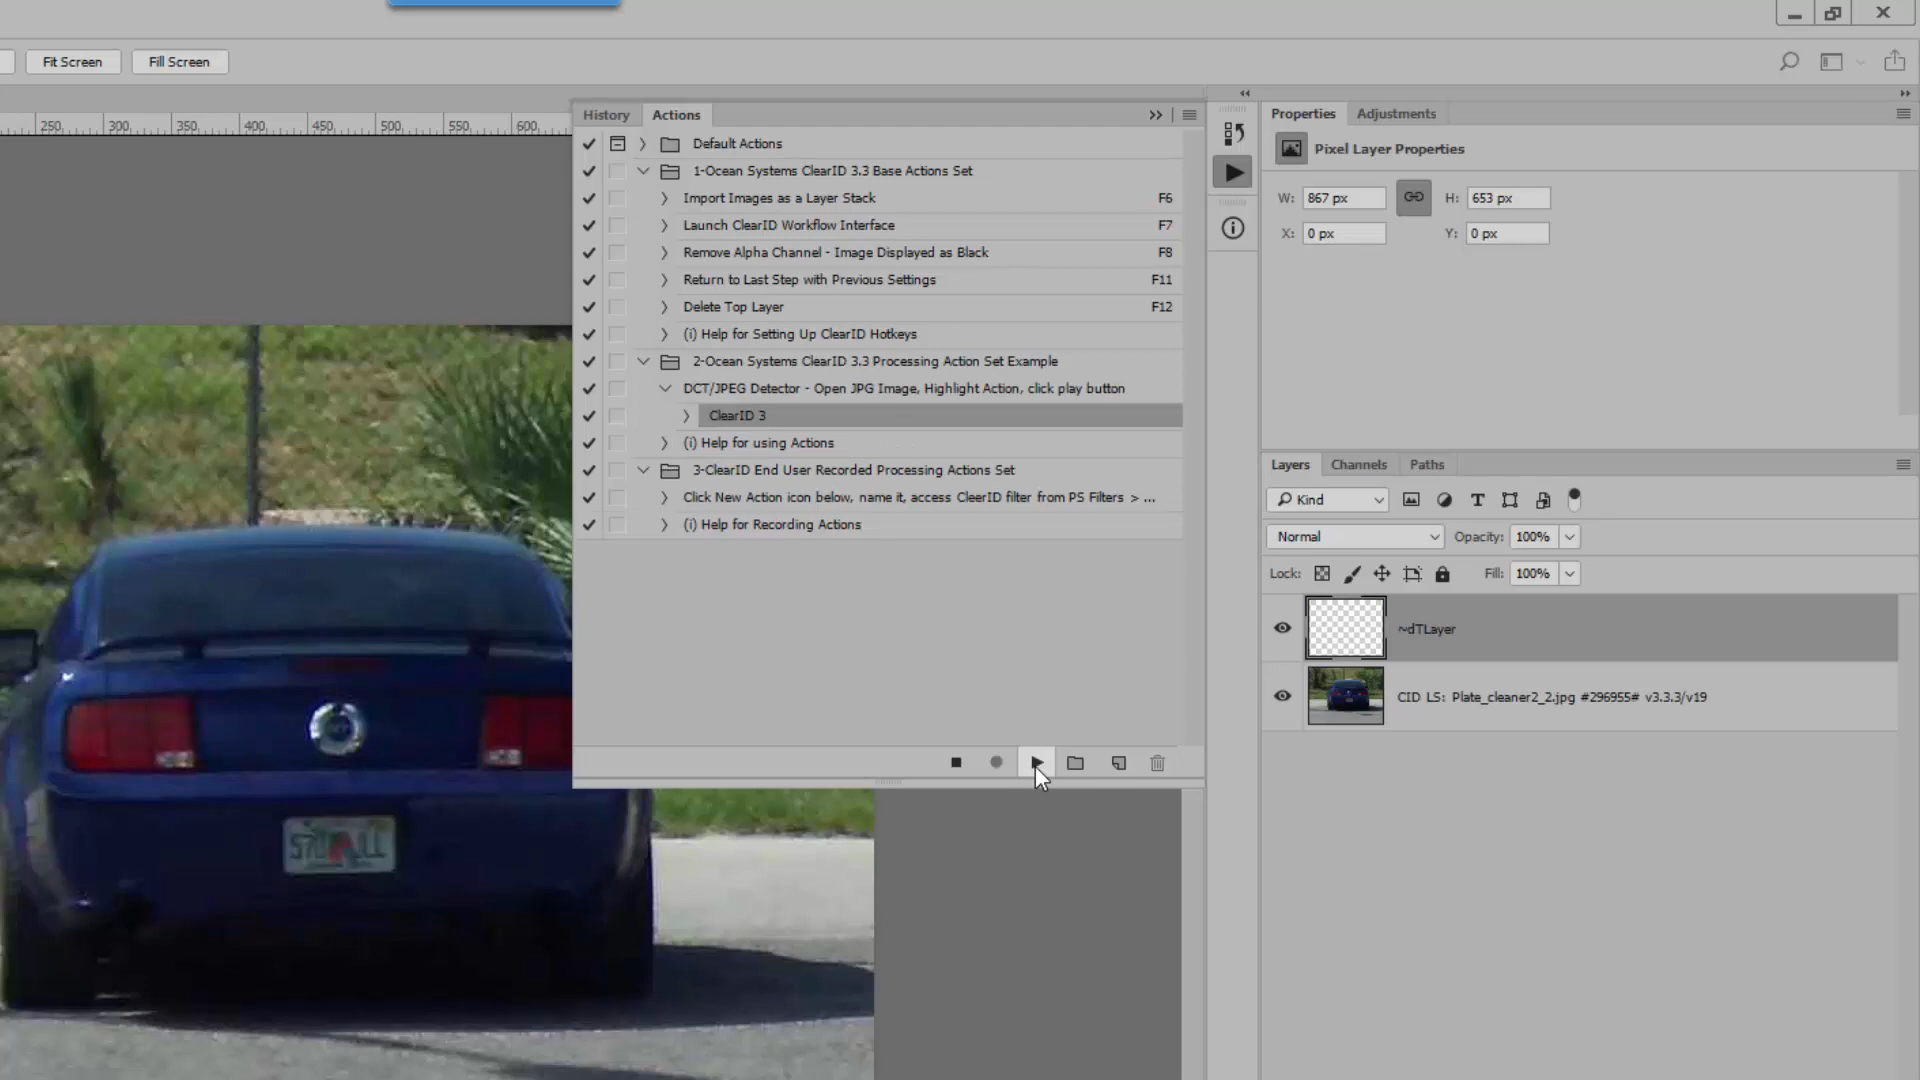 Fit Screen
Fill Screen
250
300
350
400
450
500
550
600
History
Actions
Default Actions
1-Ocean Systems ClearID 3.3 Base Actions Set
Import Images as a Layer Stack F6
Launch ClearID Workflow Interface F7
Remove Alpha Channel - Image Displayed as Black F8
Return to Last Step with Previous Settings F11
Delete Top Layer F12
(i) Help for Setting Up ClearID Hotkeys
2-Ocean Systems ClearID 3.3 Processing Action Set Example
DCT/JPEG Detector - Open JPG Image, Highlight Action, click play button
ClearID 3
(i) Help for using Actions
3-ClearID End User Recorded Processing Actions Set
Click New Action icon below, name it, access CleerID filter from PS Filters > ...
(i) Help for Recording Actions
Properties
Adjustments
Pixel Layer Properties
W: 867 px
H: 653 px
X: 0 px
Y: 0 px
Layers
Channels
Paths
Kind
Normal
Opacity: 100%
Lock:
Fill: 100%
~dTLayer
CID LS: Plate_cleaner2_2.jpg #296955# v3.3.3/v19